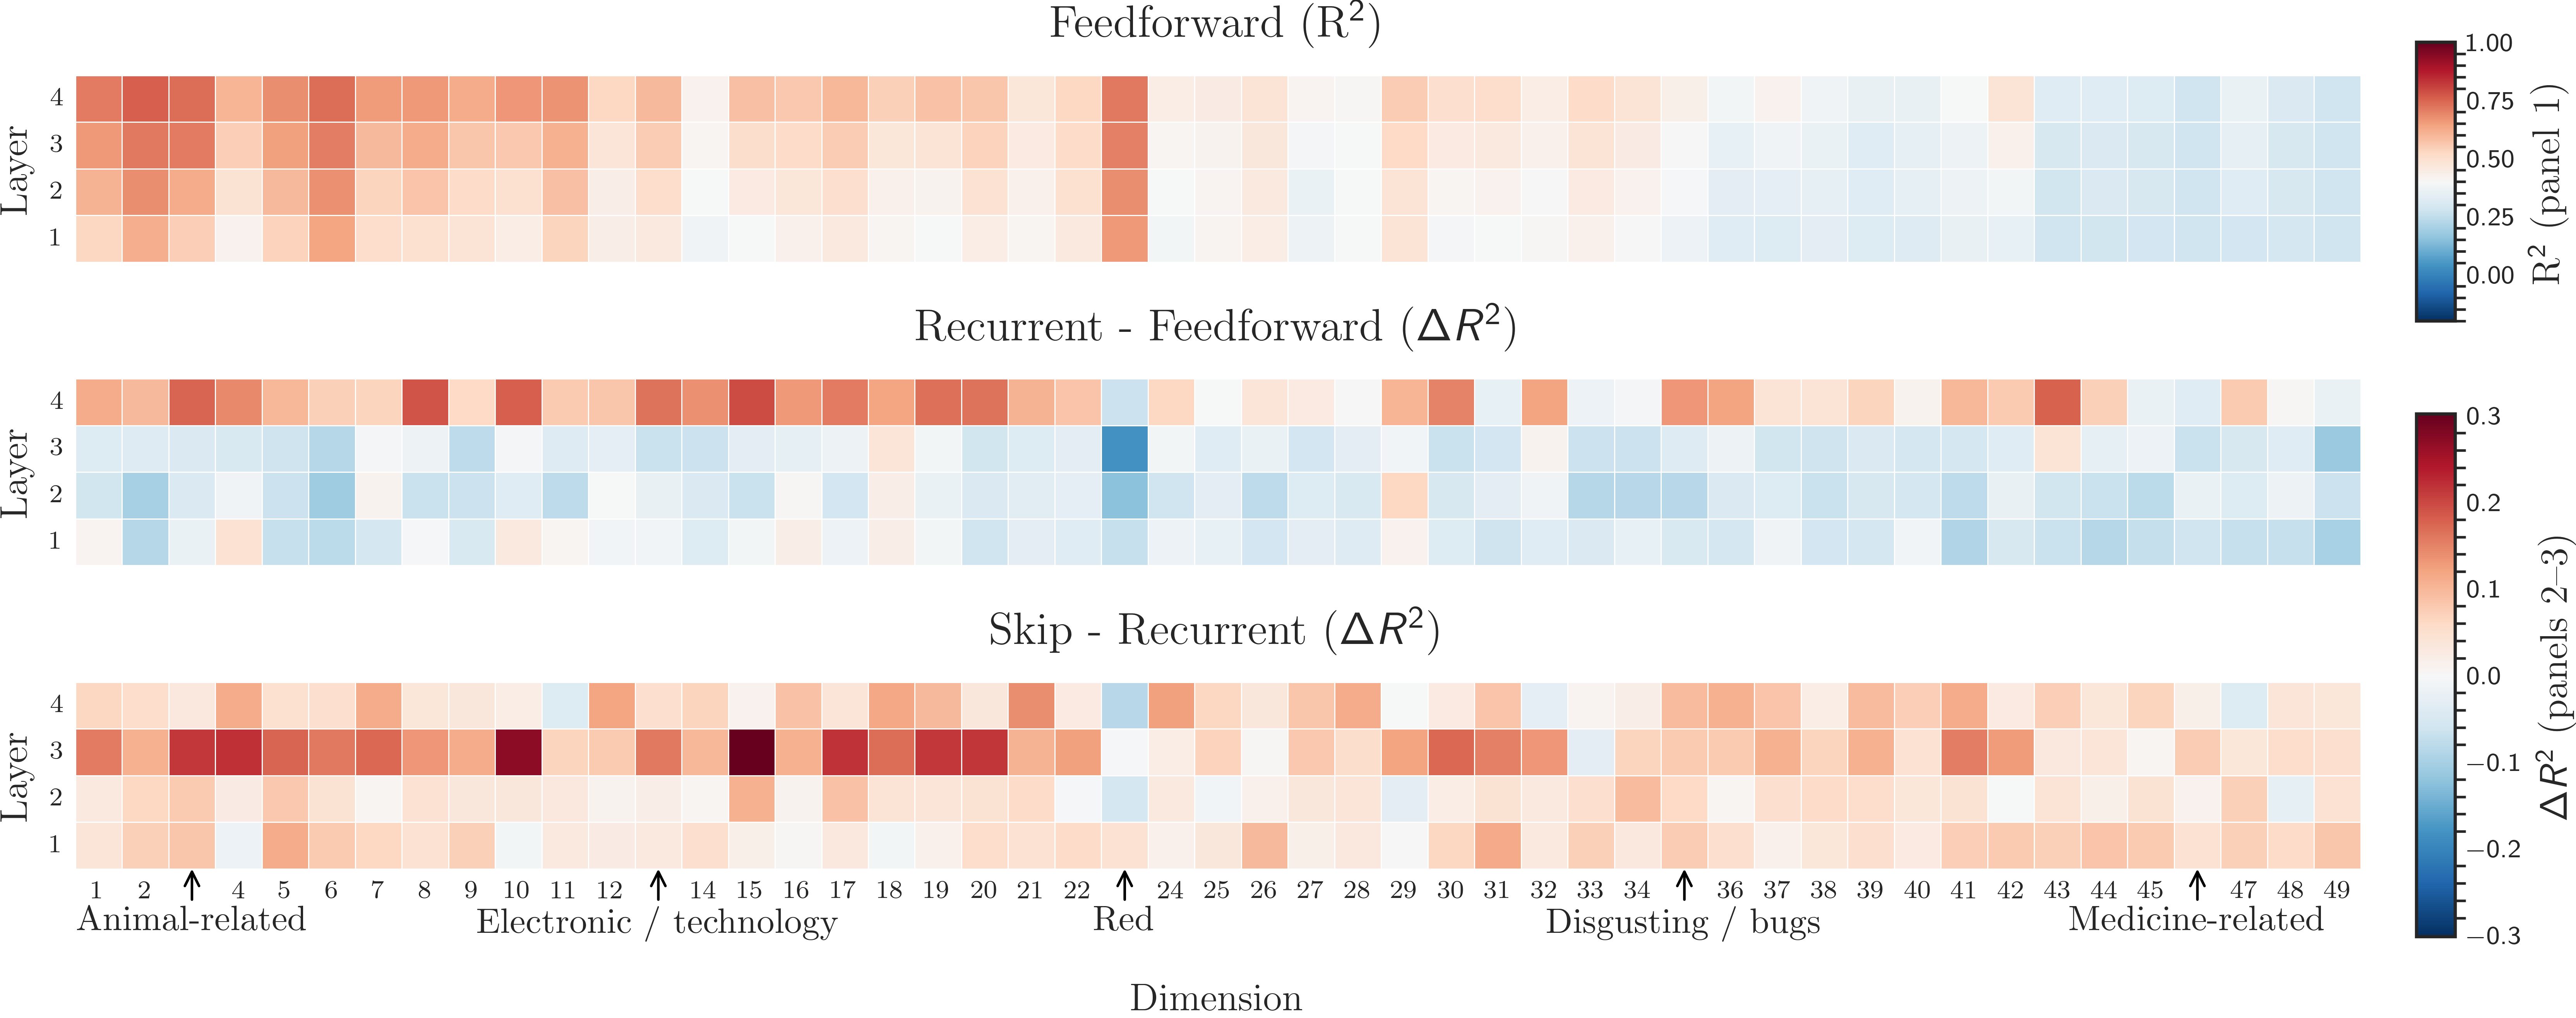 Feedforward (R²)
Layer
4
3
2
1
1.00
0.75
0.50
0.25
0.00
R² (panel 1)
Recurrent - Feedforward (ΔR²)
Layer
4
3
2
1
Skip - Recurrent (ΔR²)
Layer
4
3
2
1
0.3
0.2
0.1
0.0
−0.1
−0.2
−0.3
ΔR² (panels 2–3)
1 2 4 5 6 7 8 9 10 11 12 14 15 16 17 18 19 20 21 22 24 25 26 27 28 29 30 31 32 33 34 36 37 38 39 40 41 42 43 44 45 47 48 49
Animal-related Electronic / technology Red Disgusting / bugs Medicine-related
Dimension